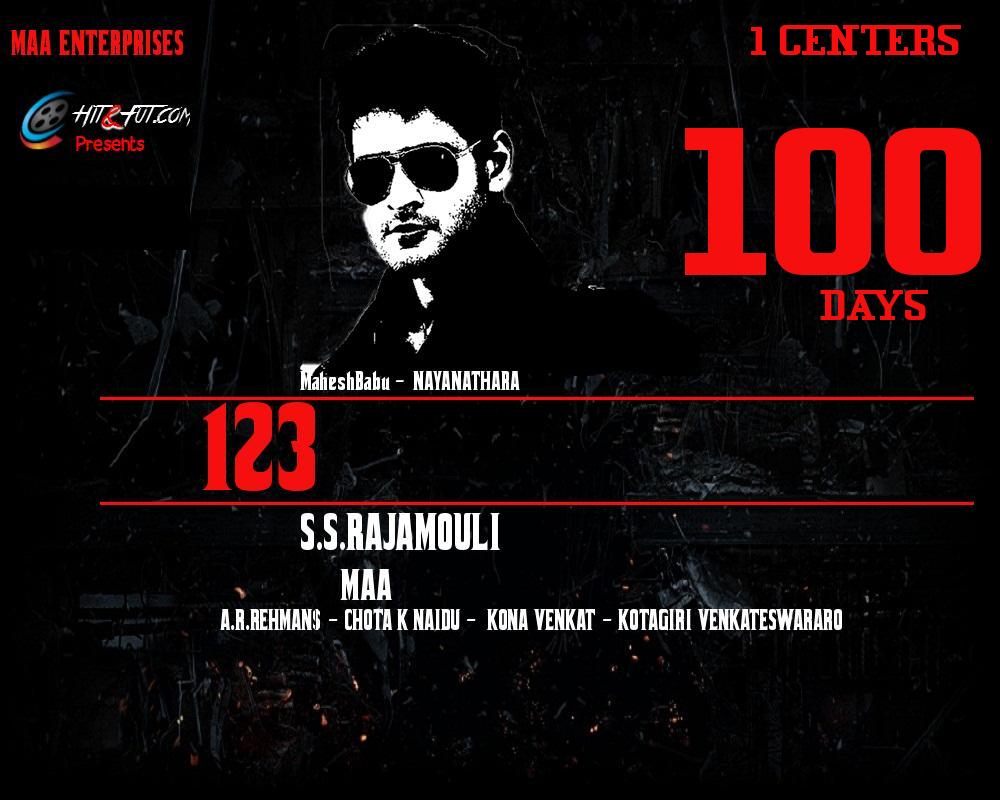 MAA ENTERPRISES
1 CENTERS
HIT&FUT.COM
Presents
100
DAYS
MaheshBabu - NAYANATHARA
123
S.S.RAJAMOULI
MAA
A.R.REHMAN$ - CHOTA K NAIDU - KONA VENKAT - KOTAGIRI VENKATESWARARO